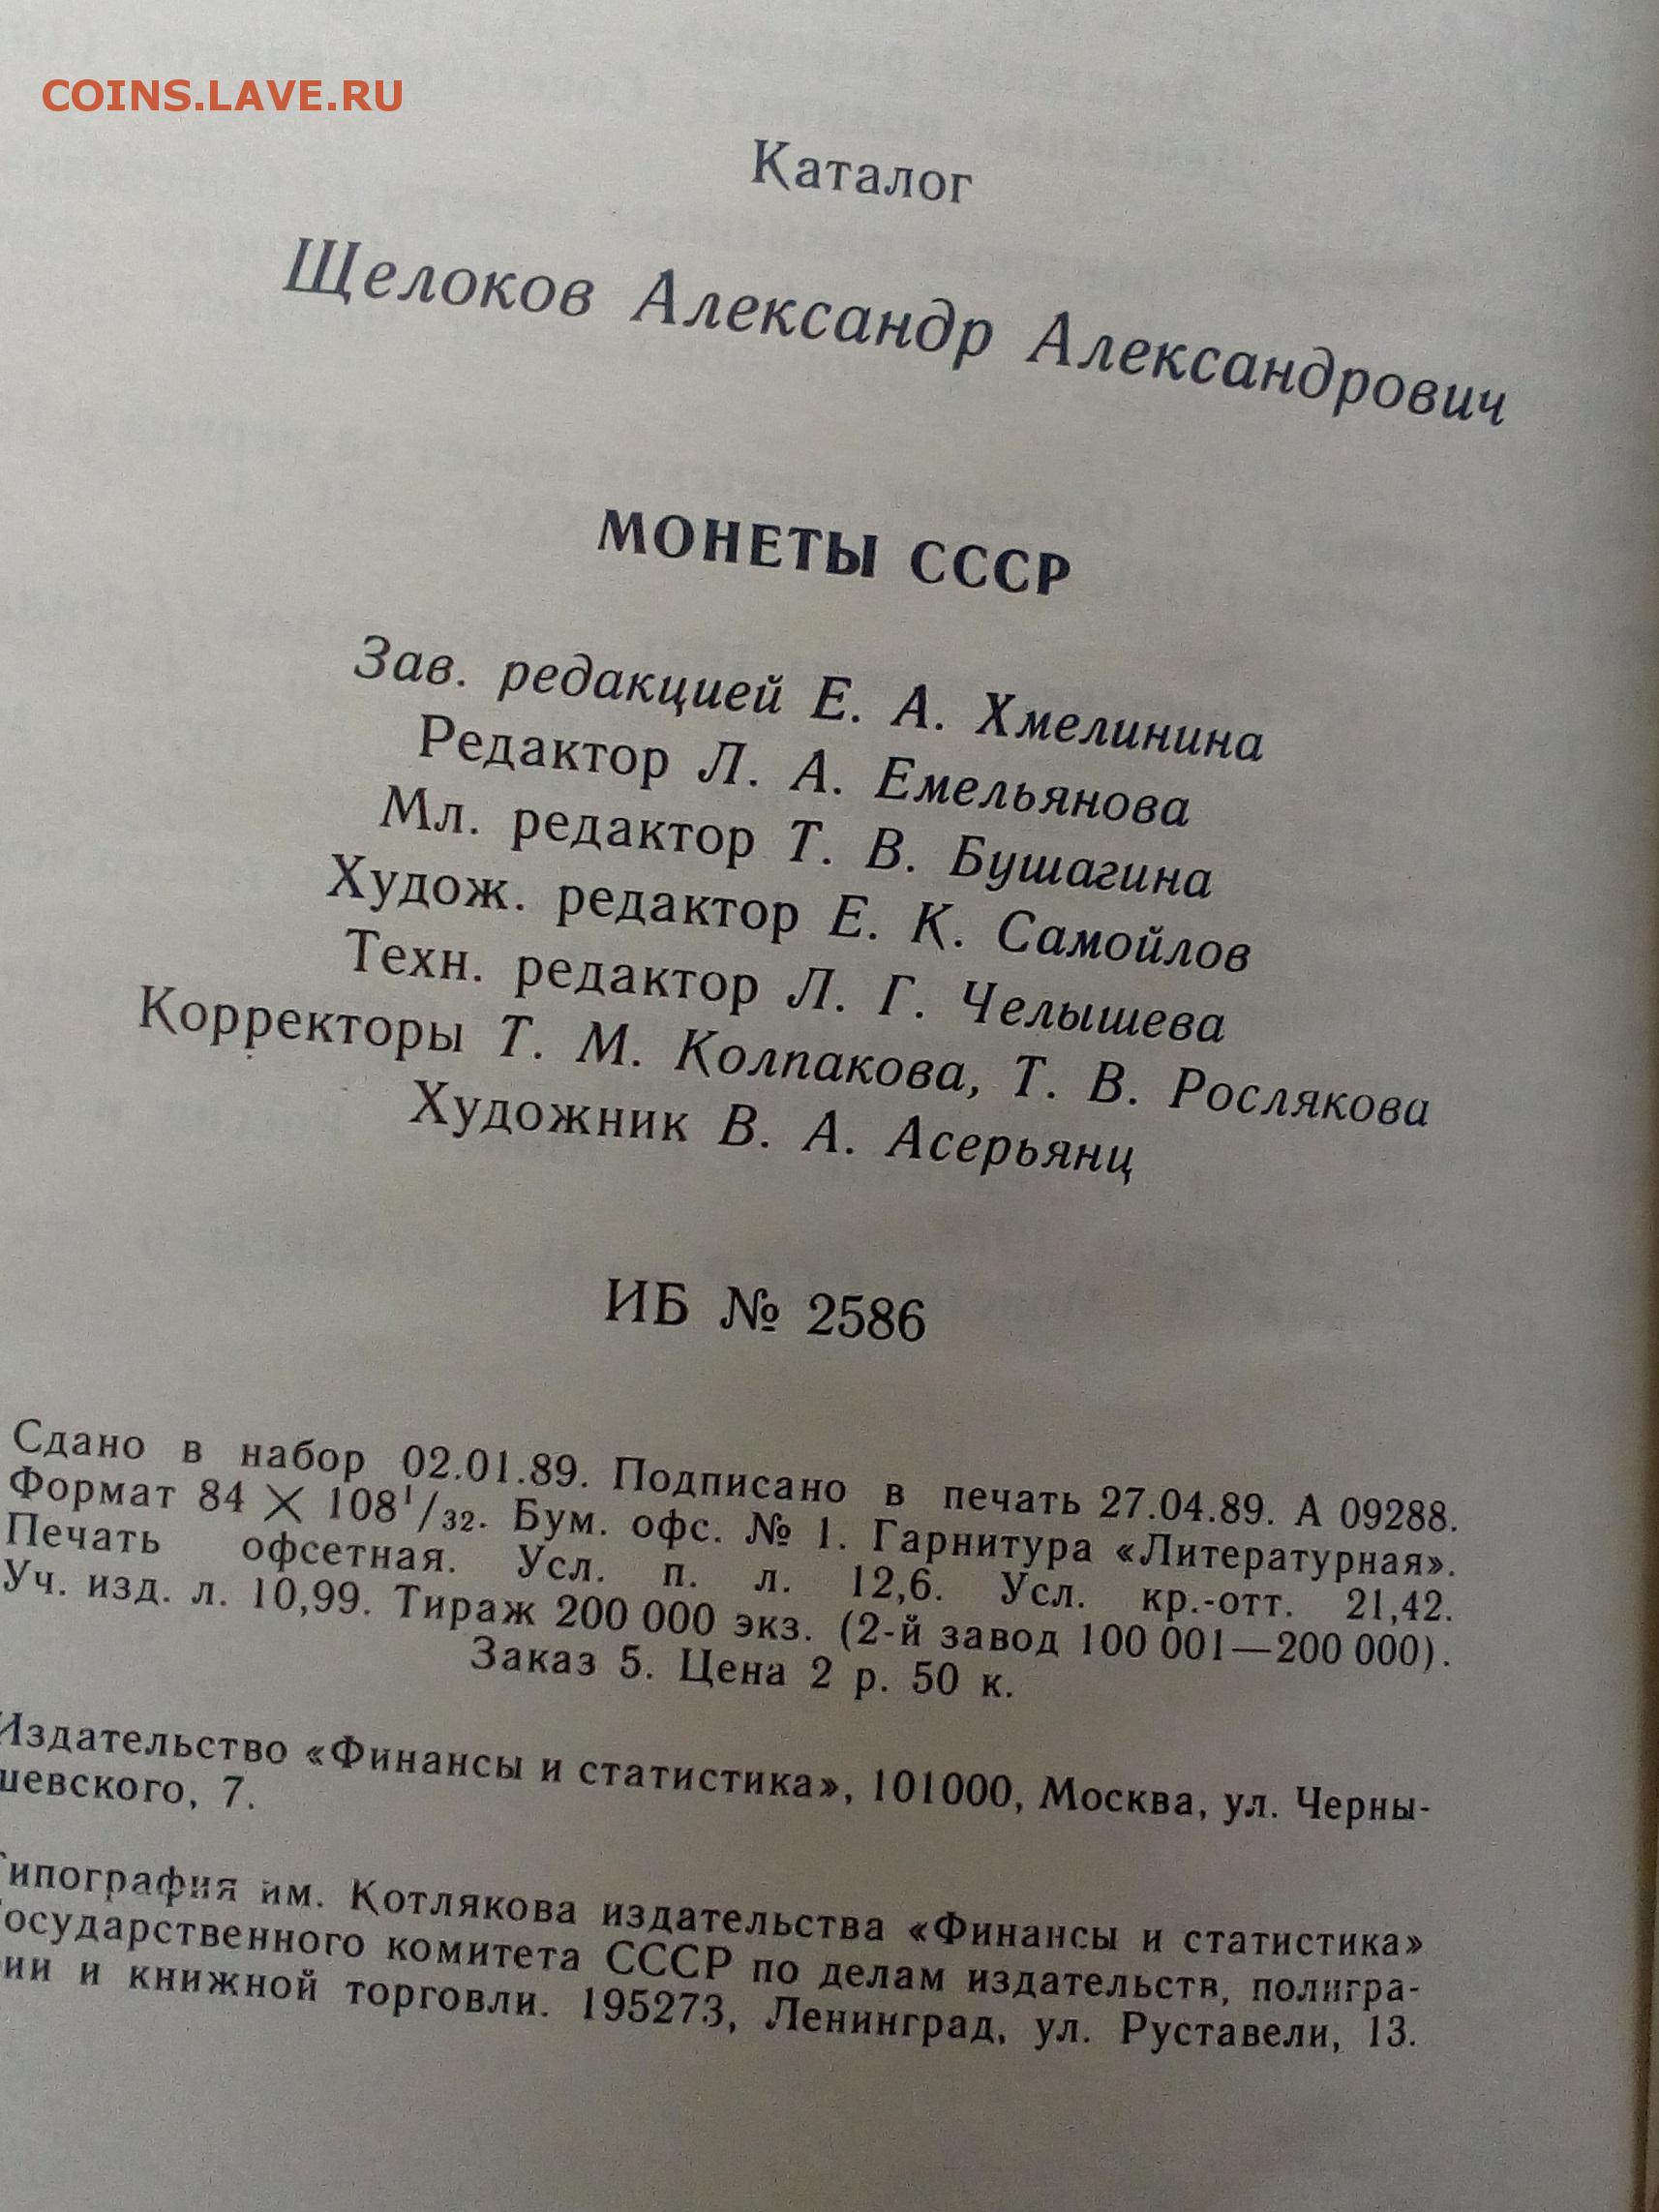 COINS.LAVE.RU
Каталог
Щелоков Александр Александрович
МОНЕТЫ СССР
Зав. редакцией Е. А. Хмелинина
Редактор Л. А. Емельянова
Мл. редактор Т. В. Бушагина
Худож. редактор Е. К. Самойлов
Техн. редактор Л. Г. Челышева
Корректоры Т. М. Колпакова, Т. В. Рослякова
Художник В. А. Асерьянц
ИБ № 2586
Сдано в набор 02.01.89. Подписано в печать 27.04.89. А 09288.
Формат 84 × 108¹/₃₂. Бум. офс. № 1. Гарнитура «Литературная».
Печать офсетная. Усл. п. л. 12,6. Усл. кр.-отт. 21,42.
Уч. изд. л. 10,99. Тираж 200 000 экз. (2-й завод 100 001—200 000).
Заказ 5. Цена 2 р. 50 к.
Издательство «Финансы и статистика», 101000, Москва, ул. Черны-
шевского, 7.
Типография им. Котлякова издательства «Финансы и статистика»
Государственного комитета СССР по делам издательств, полигра-
ии и книжной торговли. 195273, Ленинград, ул. Руставели, 13.